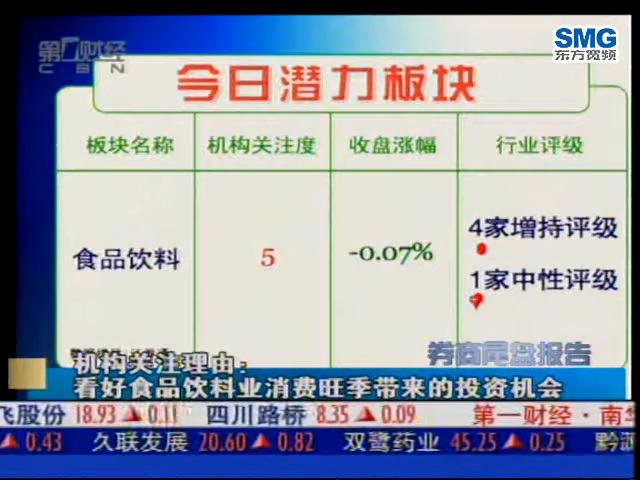 SMG
东方宽频
第一财经
CBN
今日潜力板块
板块名称 机构关注度 收盘涨幅 行业评级
食品饮料 5 -0.07% 4家增持评级
1家中性评级
券商尾盘报告
机构关注理由:
看好食品饮料业消费旺季带来的投资机会
飞股份 18.93 ▲ 0.11 四川路桥 8.35 ▲ 0.09 第一财经·南
▲ 0.43 久联发展 20.60 ▲ 0.82 双鹭药业 45.25 ▲ 0.25 黔源